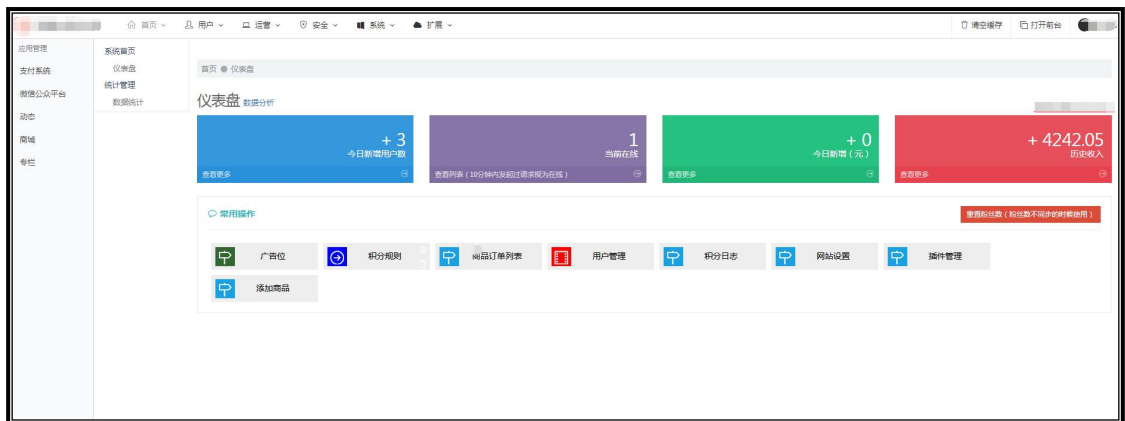 首页 用户 运营 安全 系统 扩展 清空缓存 打开前台
应用管理
支付系统
微信公众平台
动态
商城
专栏
系统首页
仪表盘
统计管理
数据统计
首页 仪表盘
仪表盘 数据分析
+ 3
今日新增用户数
查看更多
1
当前在线
查看列表（10分钟内发起过请求视为在线）
+ 0
今日新增（元）
查看更多
+ 4242.05
历史收入
查看更多
常用操作
重置粉丝数（粉丝数不同步的时候使用）
广告位 积分规则 商品订单列表 用户管理 积分日志 网站设置 插件管理
添加商品